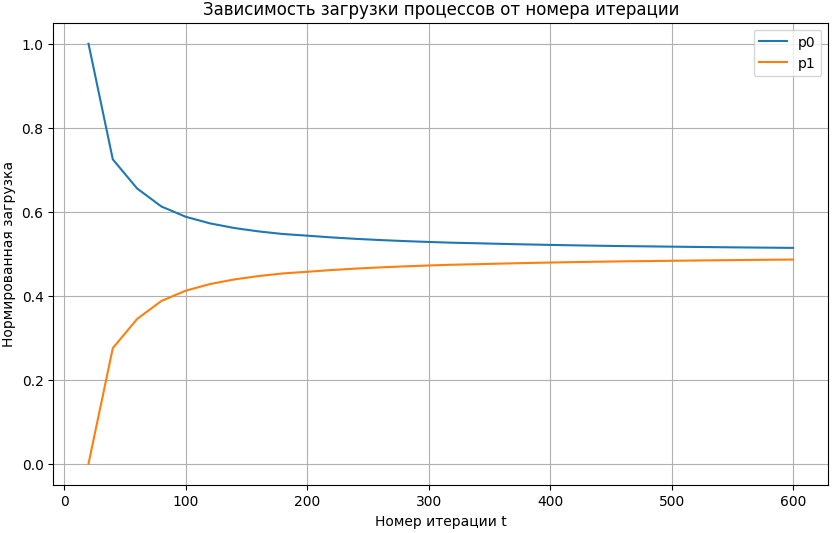 Зависимость загрузки процессов от номера итерации
p0
p1
Нормированная загрузка
1.0
0.8
0.6
0.4
0.2
0.0
0 100 200 300 400 500 600
Номер итерации t